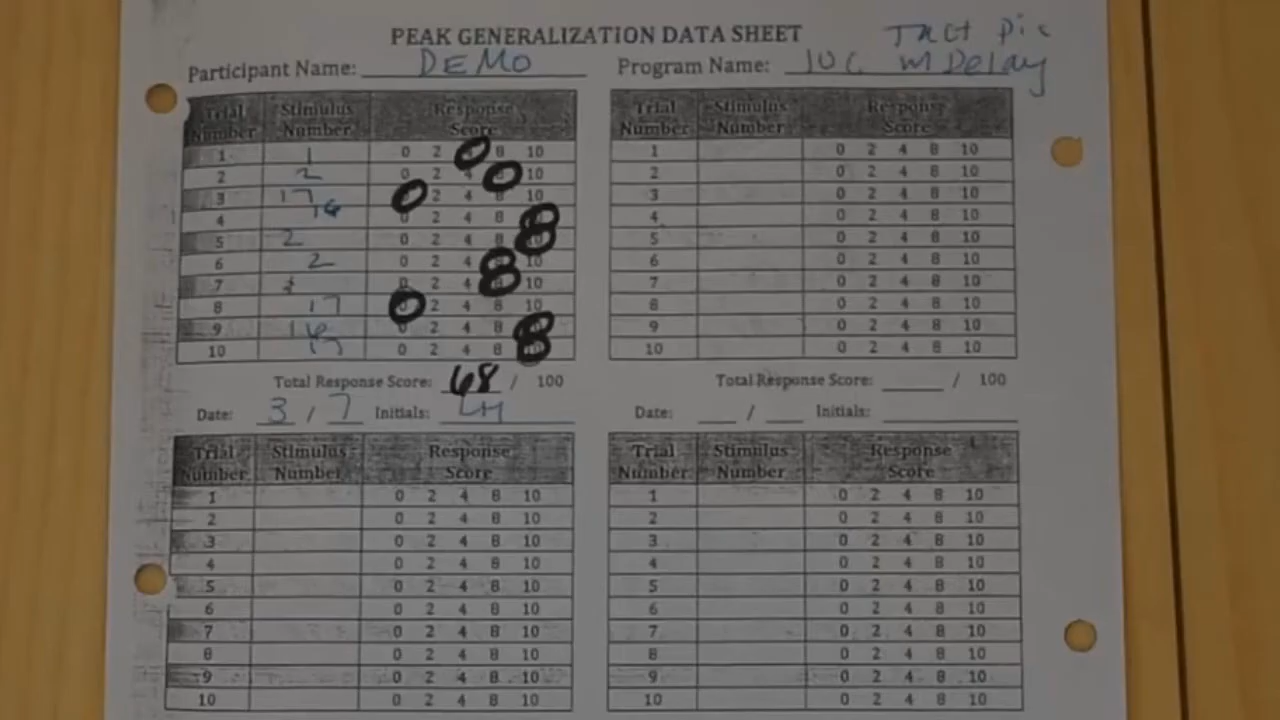 PEAK GENERALIZATION DATA SHEET
Tact Pic
Participant Name: DEMO
Program Name: 10C w Delay
Trial Number Stimulus Number Response Score
1 1 0 2 8 10
2 2 0 2 4 10
3 17 2 4 8 10
4 16 0 2 4 8
5 2 0 2 4 8
6 2 0 2 4 10
7 0 2 4 10
8 17 2 4 8 10
9 16 0 2 4 8
10 17 0 2 4 8
Total Response Score: 68 / 100
Date: 3 / 7 Initials: LH
Trial Number Stimulus Number Response Score
1 0 2 4 8 10
2 0 2 4 8 10
3 0 2 4 8 10
4 0 2 4 8 10
5 0 2 4 8 10
6 0 2 4 8 10
7 0 2 4 8 10
8 0 2 4 8 10
9 0 2 4 8 10
10 0 2 4 8 10
Total Response Score: / 100
Date: / Initials:
Trial Number Stimulus Number Response Score
1 0 2 4 8 10
2 0 2 4 8 10
3 0 2 4 8 10
4 0 2 4 8 10
5 0 2 4 8 10
6 0 2 4 8 10
7 0 2 4 8 10
8 0 2 4 8 10
9 0 2 4 8 10
10 0 2 4 8 10
Trial Number Stimulus Number Response Score
1 0 2 4 8 10
2 0 2 4 8 10
3 0 2 4 8 10
4 0 2 4 8 10
5 0 2 4 8 10
6 0 2 4 8 10
7 0 2 4 8 10
8 0 2 4 8 10
9 0 2 4 8 10
10 0 2 4 8 10